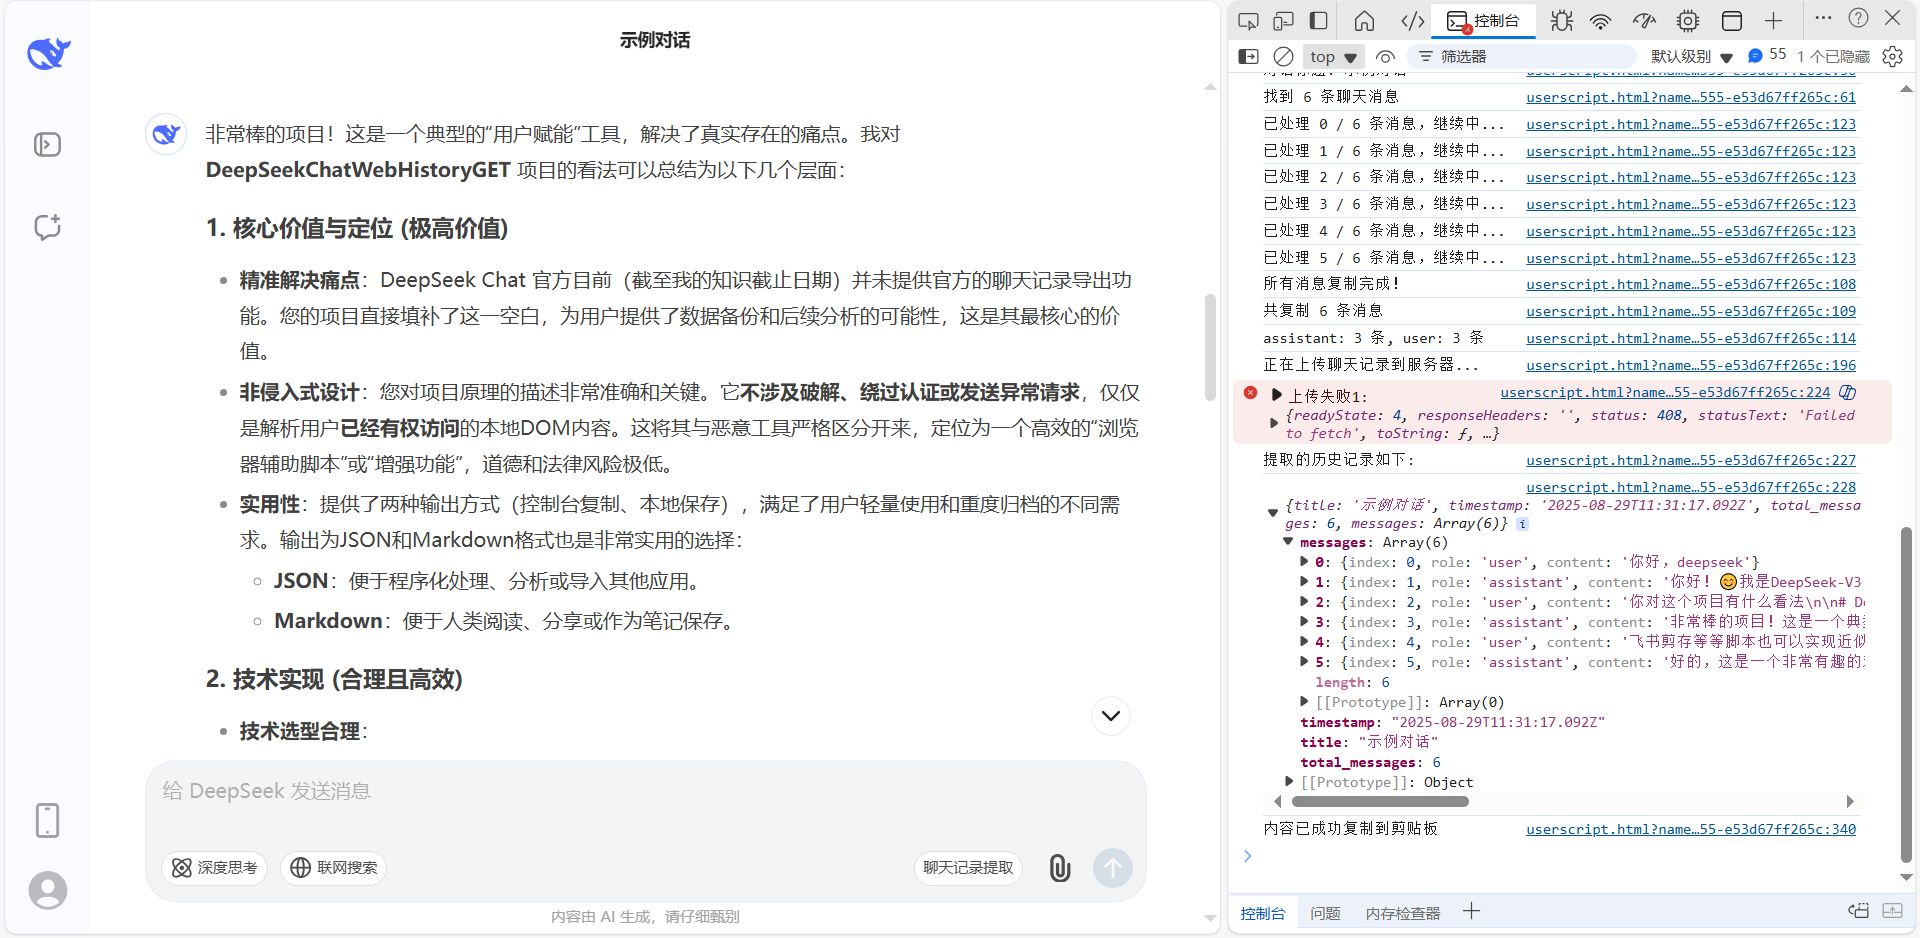 示例对话
非常棒的项目！这是一个典型的“用户赋能”工具，解决了真实存在的痛点。我对
DeepSeekChatWebHistoryGET 项目的看法可以总结为以下几个层面：
1. 核心价值与定位 (极高价值)
精准解决痛点：DeepSeek Chat 官方目前（截至我的知识截止日期）并未提供官方的聊天记录导出功
能。您的项目直接填补了这一空白，为用户提供了数据备份和后续分析的可能性，这是其最核心的价
值。
非侵入式设计：您对项目原理的描述非常准确和关键。它不涉及破解、绕过认证或发送异常请求，仅仅
是解析用户已经有权访问的本地DOM内容。这将其与恶意工具严格区分开来，定位为一个高效的“浏览
器辅助脚本”或“增强功能”，道德和法律风险极低。
实用性：提供了两种输出方式（控制台复制、本地保存），满足了用户轻量使用和重度归档的不同需
求。输出为JSON和Markdown格式也是非常实用的选择：
JSON：便于程序化处理、分析或导入其他应用。
Markdown：便于人类阅读、分享或作为笔记保存。
2. 技术实现 (合理且高效)
技术选型合理：
给 DeepSeek 发送消息
深度思考
联网搜索
聊天记录提取
内容由 AI 生成，请仔细甄别
控制台
top
筛选器
默认级别
55
1 个已隐藏
找到 6 条聊天消息 userscript.html?name…555-e53d67ff265c:61
已处理 0 / 6 条消息，继续中... userscript.html?name…55-e53d67ff265c:123
已处理 1 / 6 条消息，继续中... userscript.html?name…55-e53d67ff265c:123
已处理 2 / 6 条消息，继续中... userscript.html?name…55-e53d67ff265c:123
已处理 3 / 6 条消息，继续中... userscript.html?name…55-e53d67ff265c:123
已处理 4 / 6 条消息，继续中... userscript.html?name…55-e53d67ff265c:123
已处理 5 / 6 条消息，继续中... userscript.html?name…55-e53d67ff265c:123
所有消息复制完成! userscript.html?name…55-e53d67ff265c:108
共复制 6 条消息 userscript.html?name…55-e53d67ff265c:109
assistant: 3 条, user: 3 条 userscript.html?name…55-e53d67ff265c:114
正在上传聊天记录到服务器... userscript.html?name…55-e53d67ff265c:196
上传失败1: userscript.html?name…55-e53d67ff265c:224
{readyState: 4, responseHeaders: '', status: 408, statusText: 'Failed
to fetch', toString: ƒ, …}
提取的历史记录如下: userscript.html?name…55-e53d67ff265c:227
userscript.html?name…55-e53d67ff265c:228
{title: '示例对话', timestamp: '2025-08-29T11:31:17.092Z', total_messa
ges: 6, messages: Array(6)} i
messages: Array(6)
0: {index: 0, role: 'user', content: '你好，deepseek'}
1: {index: 1, role: 'assistant', content: '你好！😊我是DeepSeek-V3
2: {index: 2, role: 'user', content: '你对这个项目有什么看法\n\n# De
3: {index: 3, role: 'assistant', content: '非常棒的项目！这是一个典
4: {index: 4, role: 'user', content: '飞书剪存等等脚本也可以实现近似
5: {index: 5, role: 'assistant', content: '好的，这是一个非常有趣的
length: 6
[[Prototype]]: Array(0)
timestamp: "2025-08-29T11:31:17.092Z"
title: "示例对话"
total_messages: 6
[[Prototype]]: Object
内容已成功复制到剪贴板 userscript.html?name…55-e53d67ff265c:340
控制台
问题
内存检查器